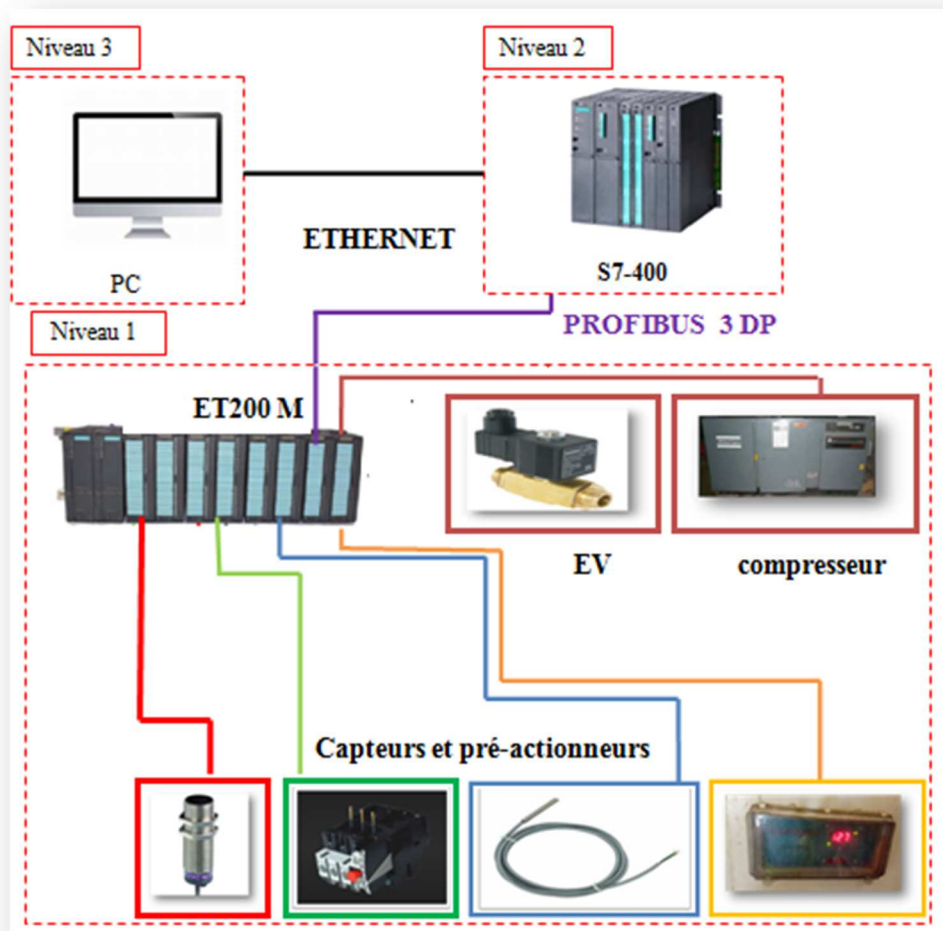 Niveau 3
Niveau 2
ETHERNET
PC
S7-400
Niveau 1
PROFIBUS 3 DP
ET200 M
EV
compresseur
Capteurs et pré-actionneurs